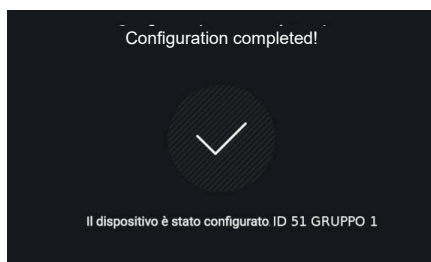 Configuration completed!
Il dispositivo è stato configurato ID 51 GRUPPO 1